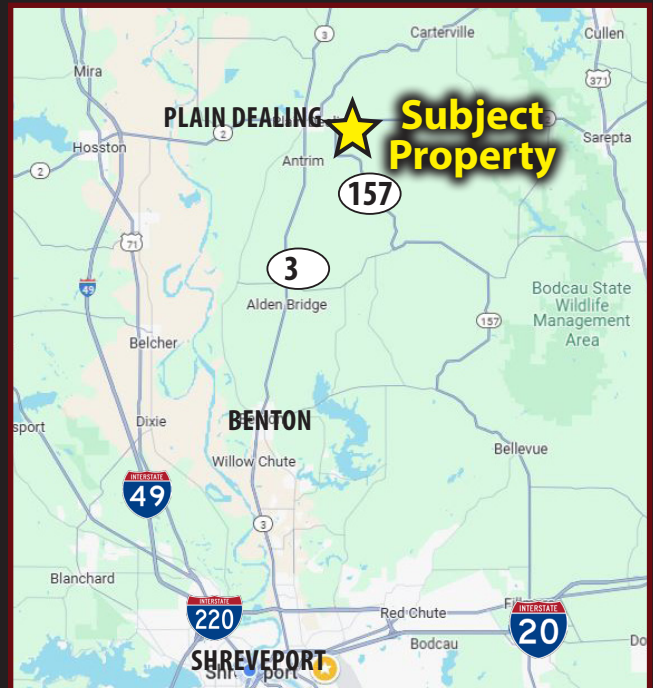 3
Carterville
Cullen
371
Mira
PLAIN DEALING
Subject
Property
2
Hosston
Sarepta
2
Antrim
157
71
3
49
Alden Bridge
Bodcau State
Wildlife
Management
Area
157
Belcher
Dixie
BENTON
sport
Willow Chute
Bellevue
INTERSTATE
49
3
Blanchard
INTERSTATE
220
Red Chute
INTERSTATE
20
Bodcau
Do
SHREVEPORT